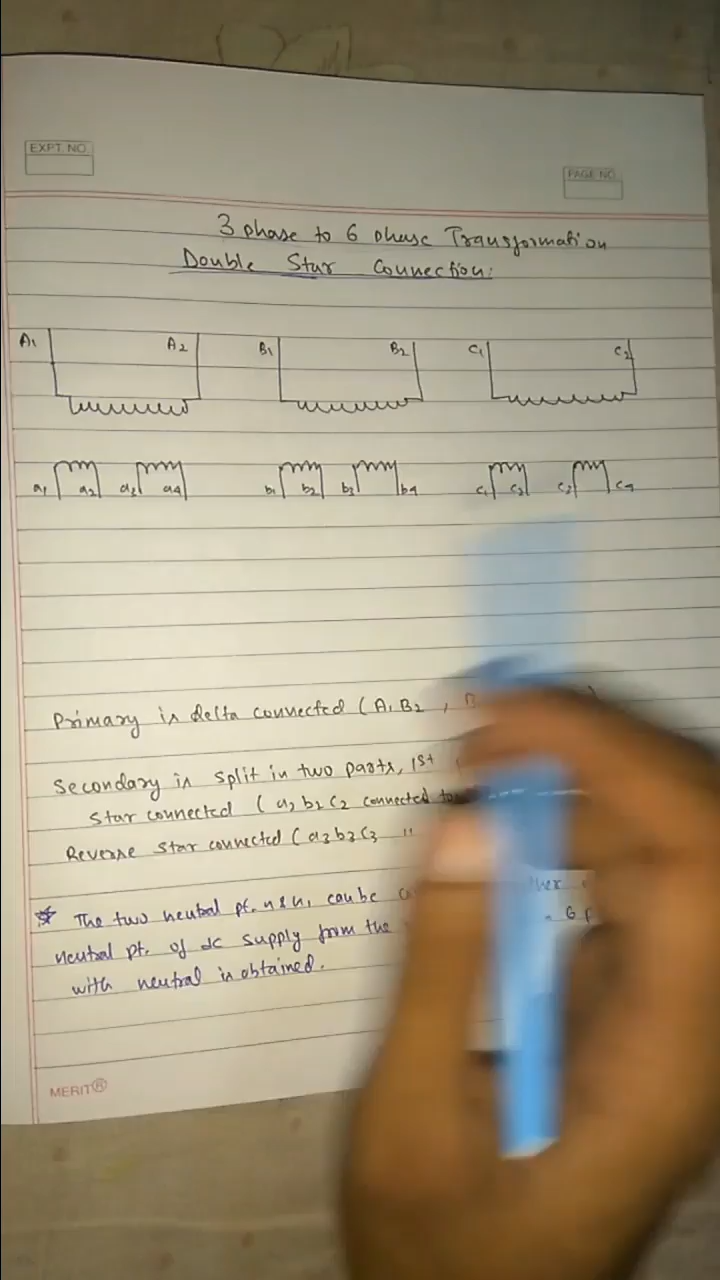 EXPT. NO.
PAGE NO.
3 phase to 6 phase Transformation
Double Star Connection:
A1 A2 B1 B2 C1 C2
a1 a2 a3 a4 b1 b2 b3 b4 c1 c2 c3 c4
Primary is delta connected (A1 B2 ,
Secondary is split in two parts, 1st
Star connected ( a2 b2 c2 connected to
Reverse Star connected ( a3 b3 c3 "
* The two neutral pt. n & n1 can be
neutral pt. of dc supply from the 6
with neutral is obtained.
MERIT®